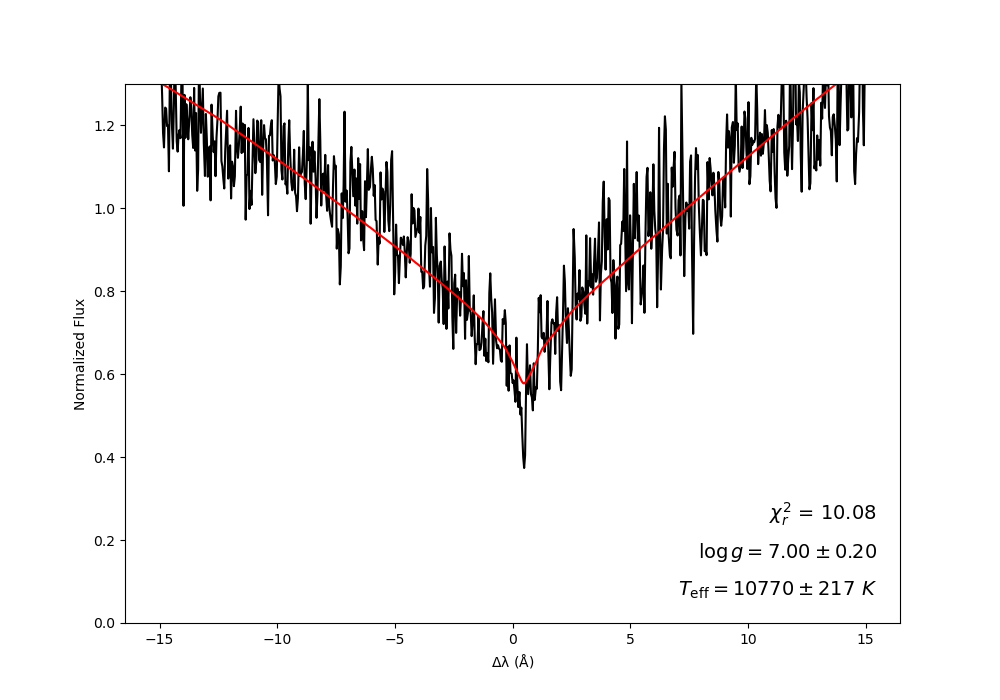 1.2
1.0
0.8
0.6
0.4
0.2
0.0
Normalized Flux
χ²ᵣ = 10.08
log g = 7.00 ± 0.20
T_eff = 10770 ± 217 K
−15 −10 −5 0 5 10 15
Δλ (Å)